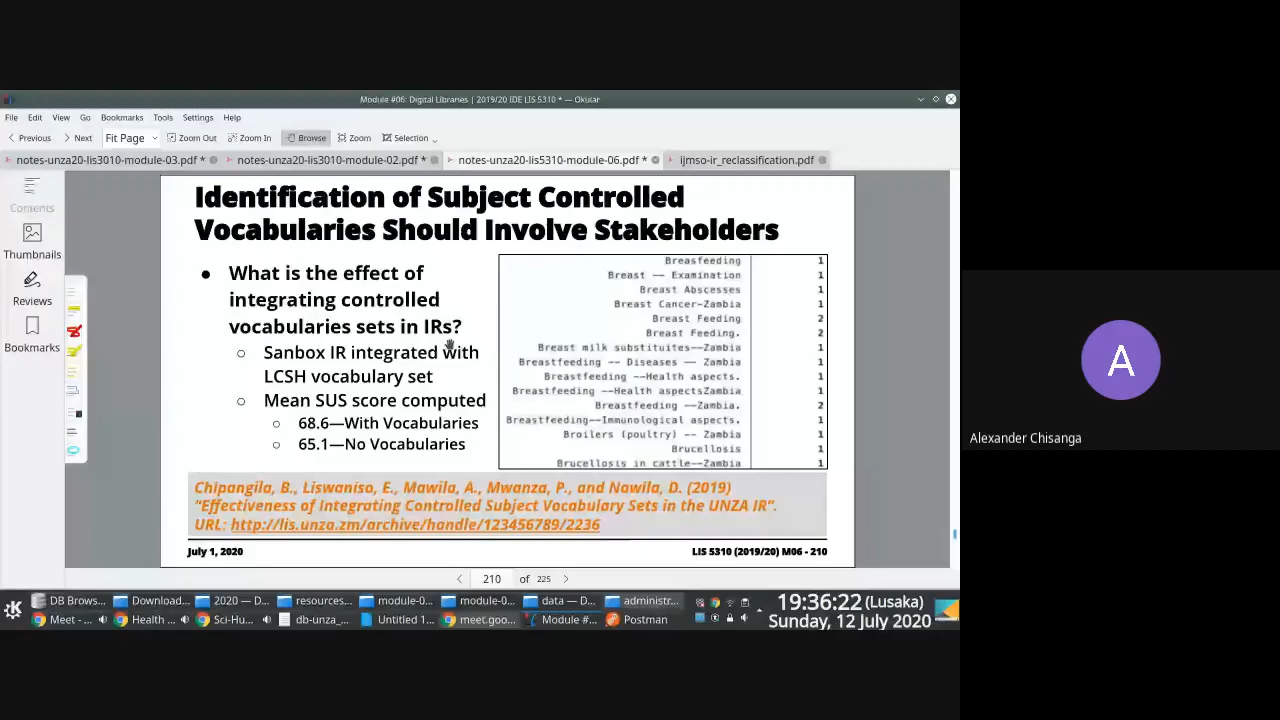 Module #06: Digital Libraries | 2019/20 IDE LIS 5310 * — Okular
File Edit View Go Bookmarks Tools Settings Help
Previous Next Fit Page Zoom Out Zoom In Browse Zoom Selection
notes-unza20-lis3010-module-03.pdf * notes-unza20-lis3010-module-02.pdf * notes-unza20-lis5310-module-06.pdf * ijmso-ir_reclassification.pdf
Contents
Thumbnails
Reviews
Bookmarks
Identification of Subject Controlled
Vocabularies Should Involve Stakeholders
● What is the effect of
integrating controlled
vocabularies sets in IRs?
○ Sanbox IR integrated with
LCSH vocabulary set
○ Mean SUS score computed
○ 68.6—With Vocabularies
○ 65.1—No Vocabularies
Breasfeeding 1
Breast -- Examination 1
Breast Abscesses 1
Breast Cancer-Zambia 1
Breast Feeding 2
Breast Feeding. 2
Breast milk substituites--Zambia 1
Breastfeeding -- Diseases -- Zambia 1
Breastfeeding --Health aspects. 1
Breastfeeding --Health aspectsZambia 1
Breastfeeding --Zambia. 2
Breastfeeding--Immunological aspects. 1
Broilers (poultry) -- Zambia 1
Brucellosis 1
Brucellosis in cattle--Zambia 1
Chipangila, B., Liswaniso, E., Mawila, A., Mwanza, P., and Nawila, D. (2019)
“Effectiveness of Integrating Controlled Subject Vocabulary Sets in the UNZA IR”.
URL: http://lis.unza.zm/archive/handle/123456789/2236
July 1, 2020 LIS 5310 (2019/20) M06 - 210
210 of 225
DB Brows... Download... 2020 — D... resources... module-0... module-0... data — D... administr...
Meet - ... Health ... Sci-Hu... db-unza_... Untitled 1... meet.goo... Module #... Postman
19:36:22 (Lusaka)
Sunday, 12 July 2020
A
Alexander Chisanga